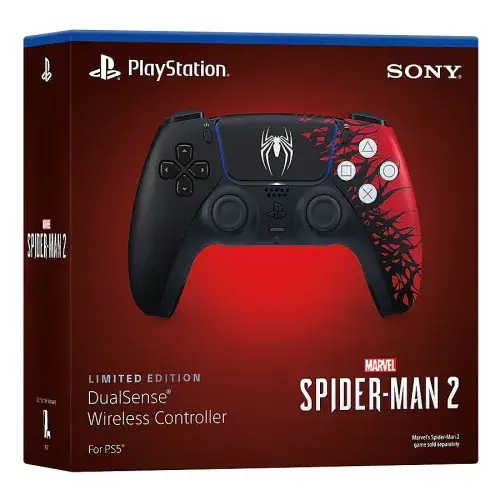 PlayStation®
SONY
MARVEL
SPIDER-MAN 2
LIMITED EDITION
DualSense®
Wireless Controller
For PS5®
MARVEL
SPIDER-MAN 2
Marvel's Spider-Man 2
game sold separately